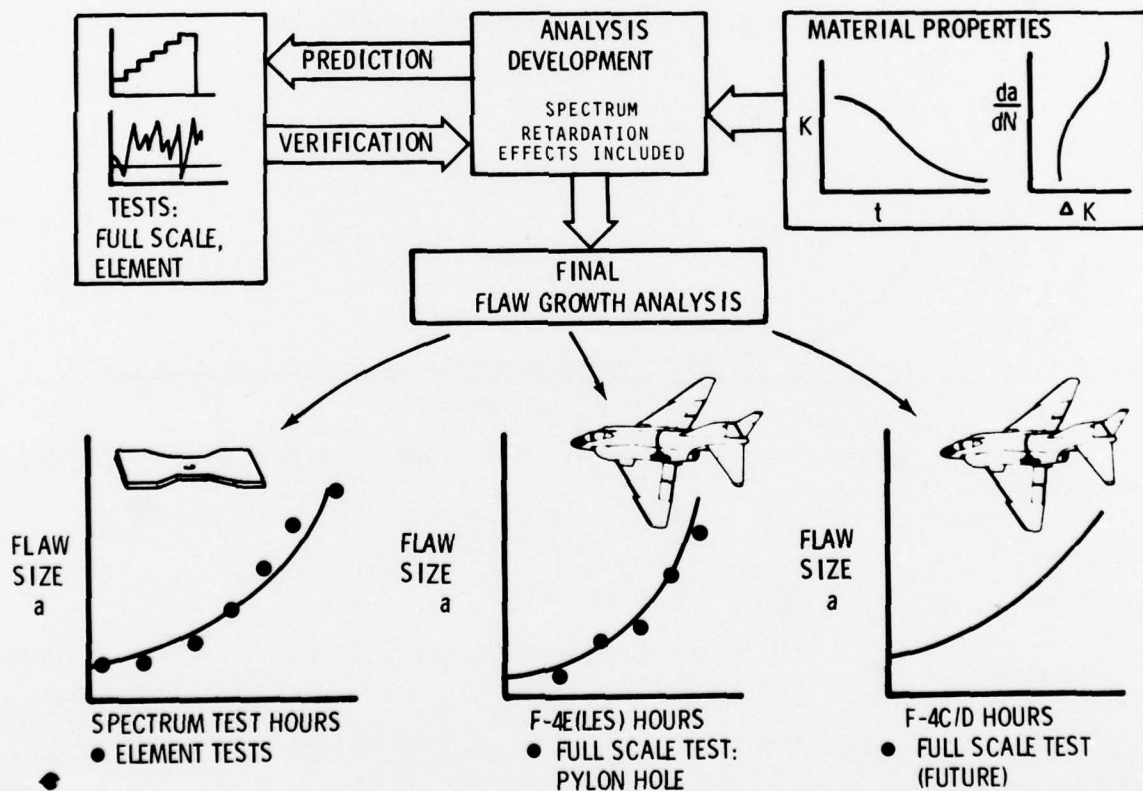 PREDICTION
VERIFICATION
TESTS:
FULL SCALE,
ELEMENT
ANALYSIS
DEVELOPMENT
SPECTRUM
RETARDATION
EFFECTS INCLUDED
MATERIAL PROPERTIES
K
t
da
dN
Δ K
FINAL
FLAW GROWTH ANALYSIS
FLAW
SIZE
a
SPECTRUM TEST HOURS
● ELEMENT TESTS
FLAW
SIZE
a
F-4E(LES) HOURS
● FULL SCALE TEST:
PYLON HOLE
FLAW
SIZE
a
F-4C/D HOURS
● FULL SCALE TEST
(FUTURE)